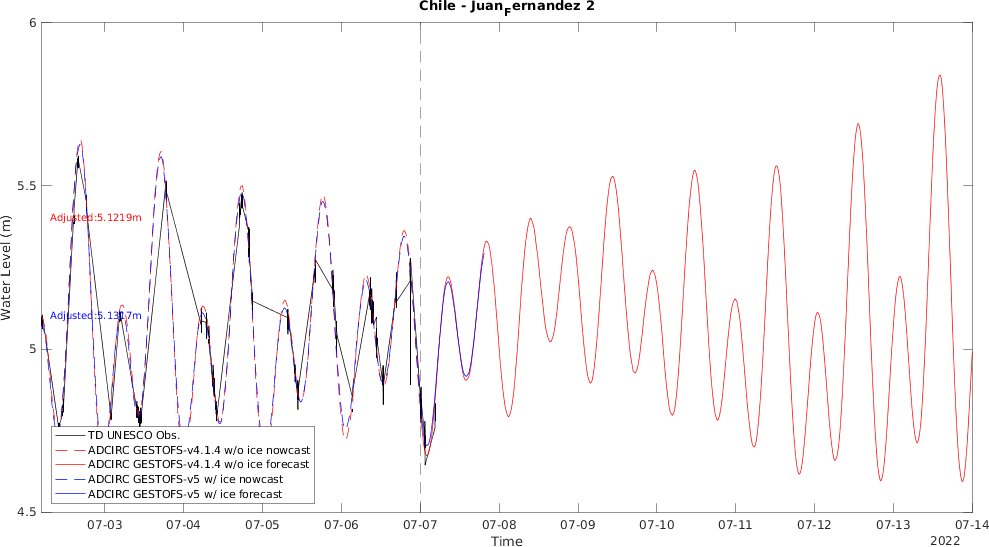 Chile - Juan_Fernandez 2
Water Level (m)
6
5.5
5
4.5
Adjusted:5.1219m
Adjusted:5.1317m
TD UNESCO Obs.
ADCIRC GESTOFS-v4.1.4 w/o ice nowcast
ADCIRC GESTOFS-v4.1.4 w/o ice forecast
ADCIRC GESTOFS-v5 w/ ice nowcast
ADCIRC GESTOFS-v5 w/ ice forecast
07-03 07-04 07-05 07-06 07-07 07-08 07-09 07-10 07-11 07-12 07-13 07-14
Time
2022